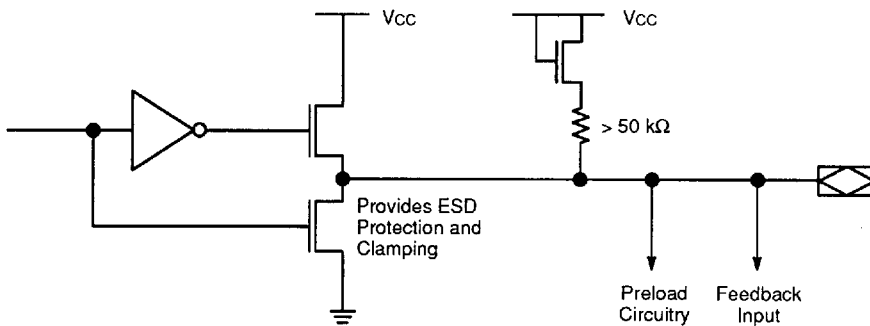 Vcc
Vcc
> 50 kΩ
Provides ESD
Protection and
Clamping
Preload
Circuitry
Feedback
Input